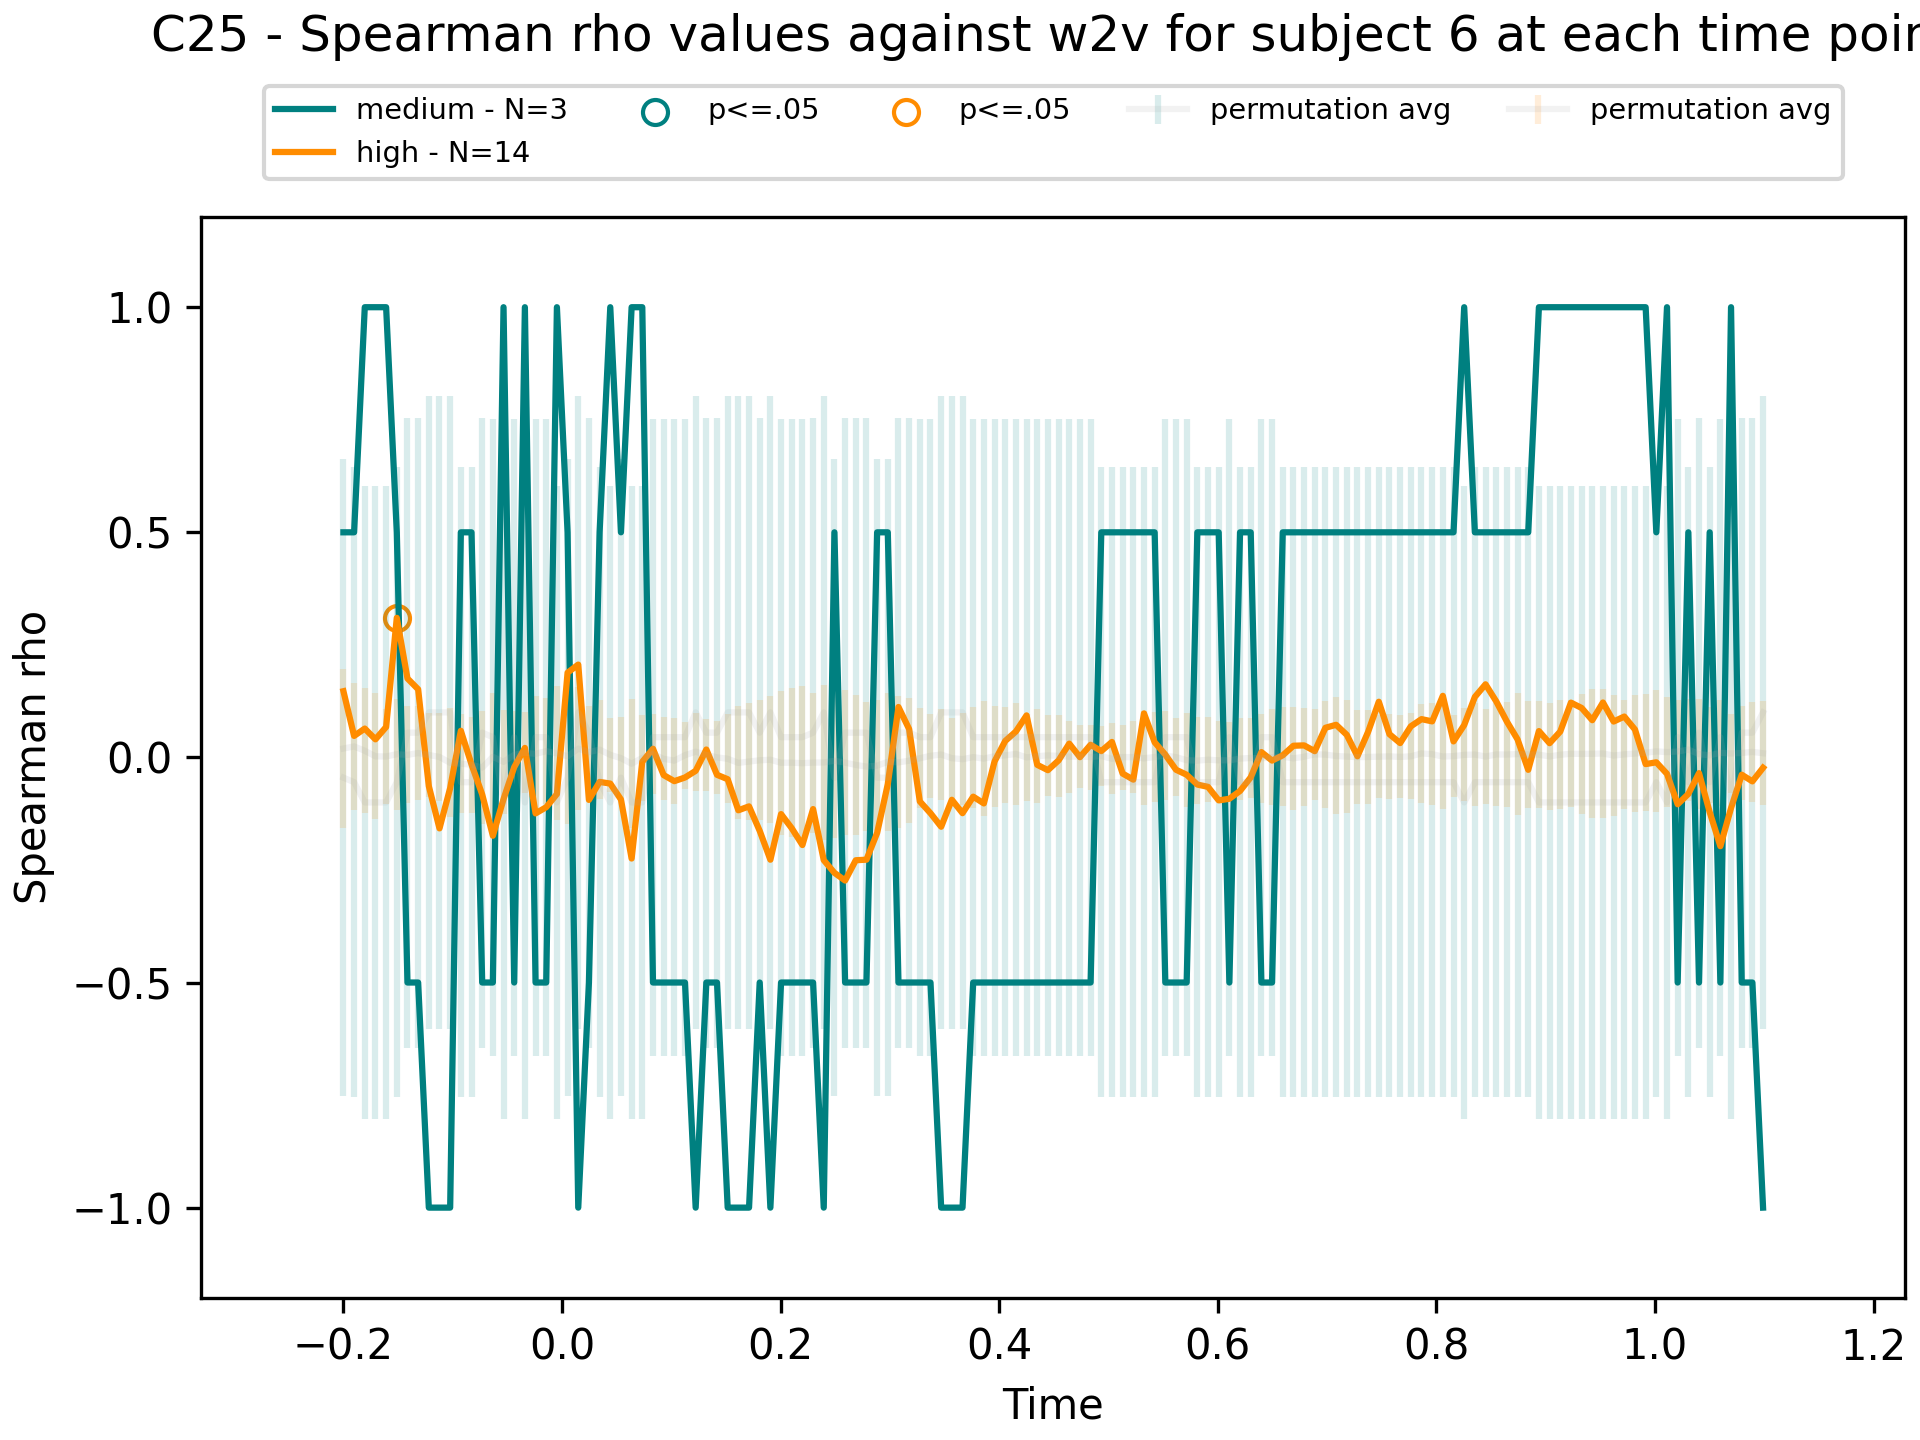 C25 - Spearman rho values against w2v for subject 6 at each time poin
medium - N=3 p<=.05 p<=.05 permutation avg permutation avg
high - N=14
1.0
0.5
0.0
−0.5
−1.0
Spearman rho
−0.2 0.0 0.2 0.4 0.6 0.8 1.0 1.2
Time